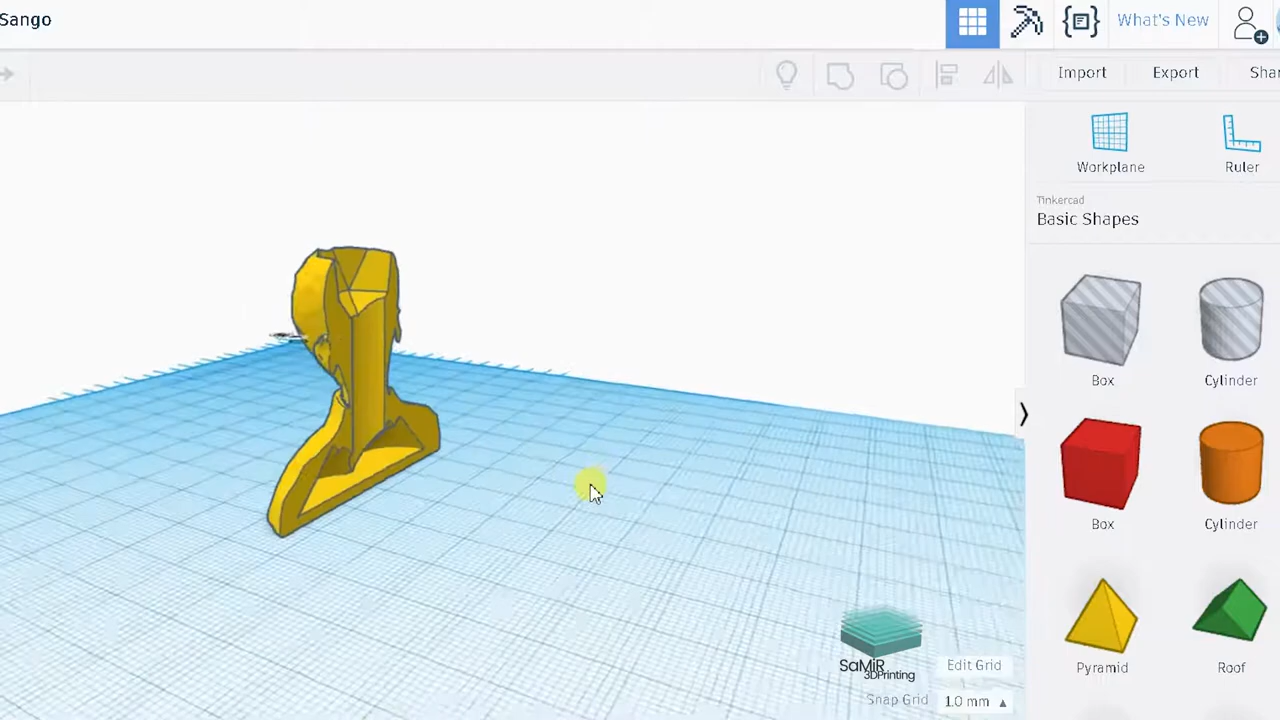 Sango
What's New
Import
Export
Shar
Workplane
Ruler
Tinkercad
Basic Shapes
Box
Cylinder
Box
Cylinder
Pyramid
Roof
SaMiR
3DPrinting
Edit Grid
Snap Grid
1.0 mm